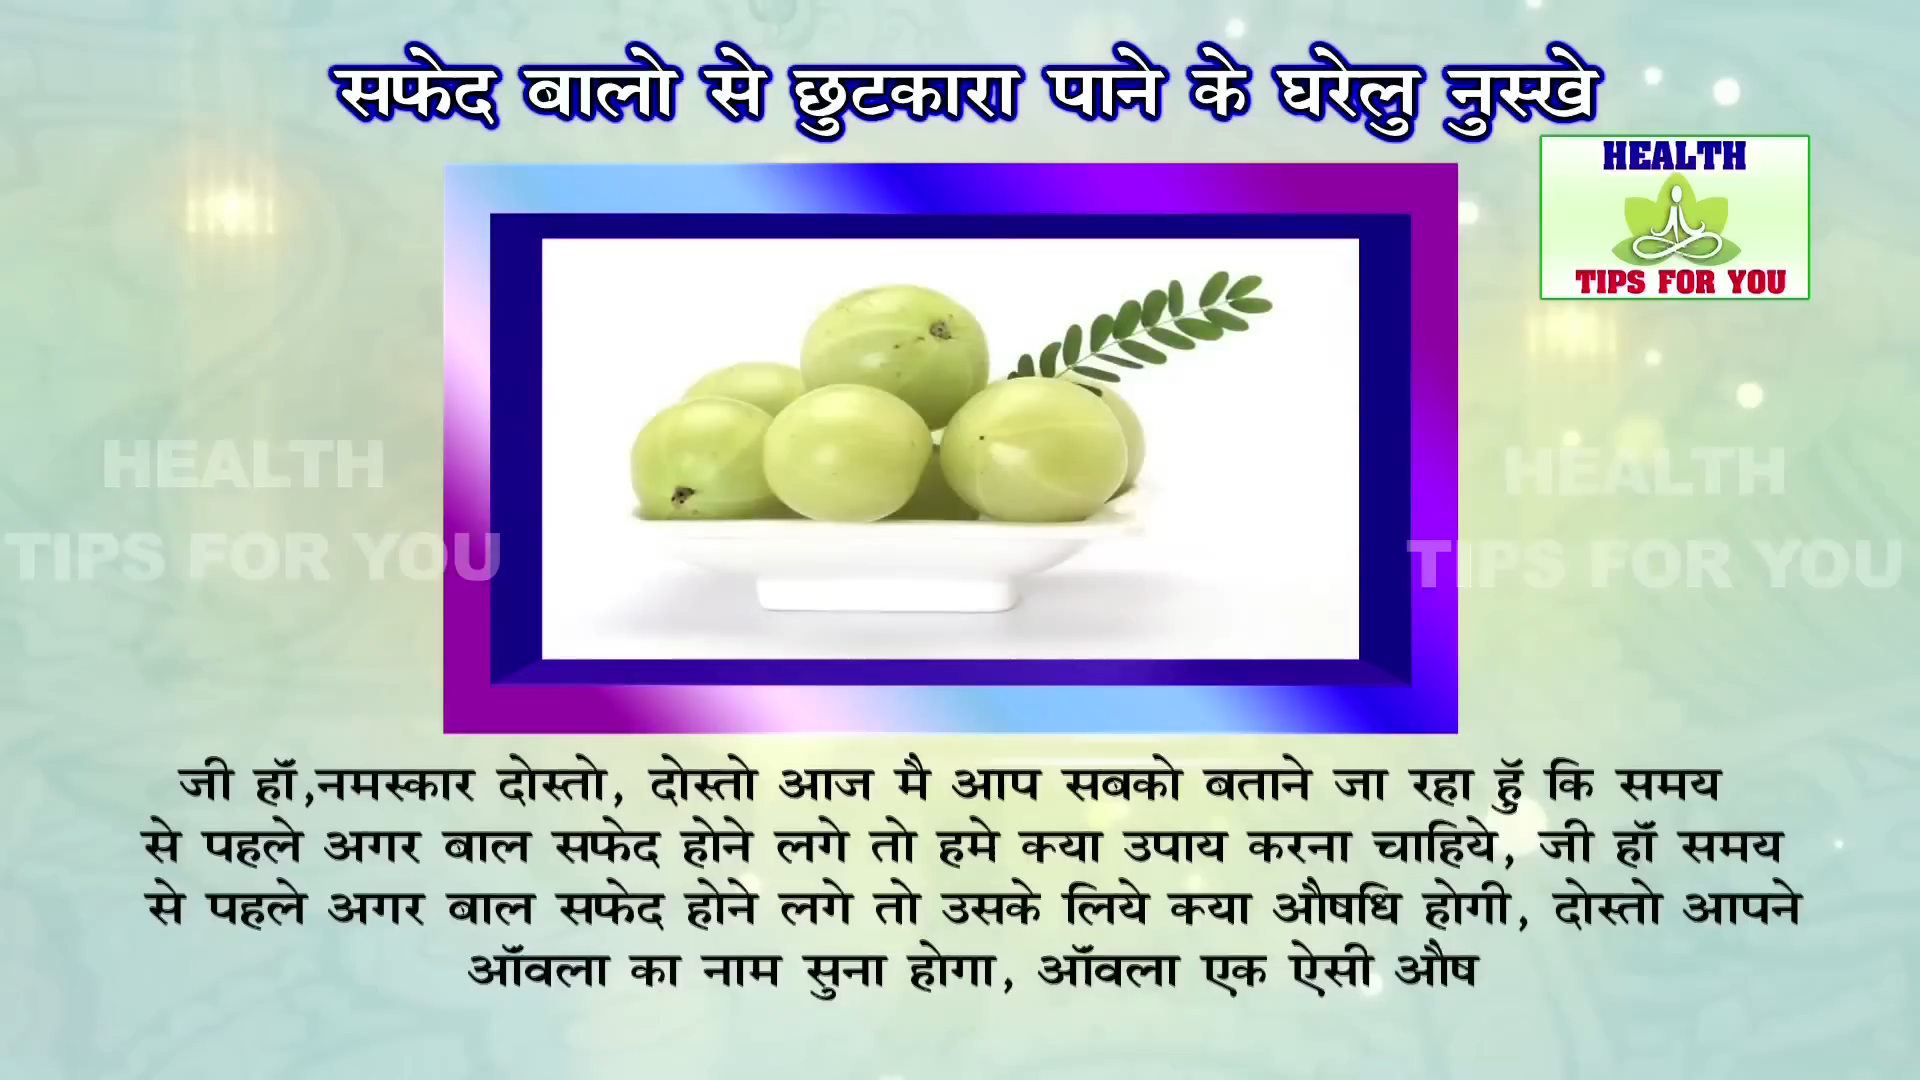 सफेद बालो से छुटकारा पाने के घरेलु नुस्खे
HEALTH
TIPS FOR YOU
HEALTH
TIPS FOR YOU
HEALTH
TIPS FOR YOU
जी हॉं,नमस्कार दोस्तो, दोस्तो आज मै आप सबको बताने जा रहा हॅू कि समय
से पहले अगर बाल सफेद होने लगे तो हमे क्या उपाय करना चाहिये, जी हॉ समय
से पहले अगर बाल सफेद होने लगे तो उसके लिये क्या औषधि होगी, दोस्तो आपने
ऑंवला का नाम सुना होगा, ऑंवला एक ऐसी औष